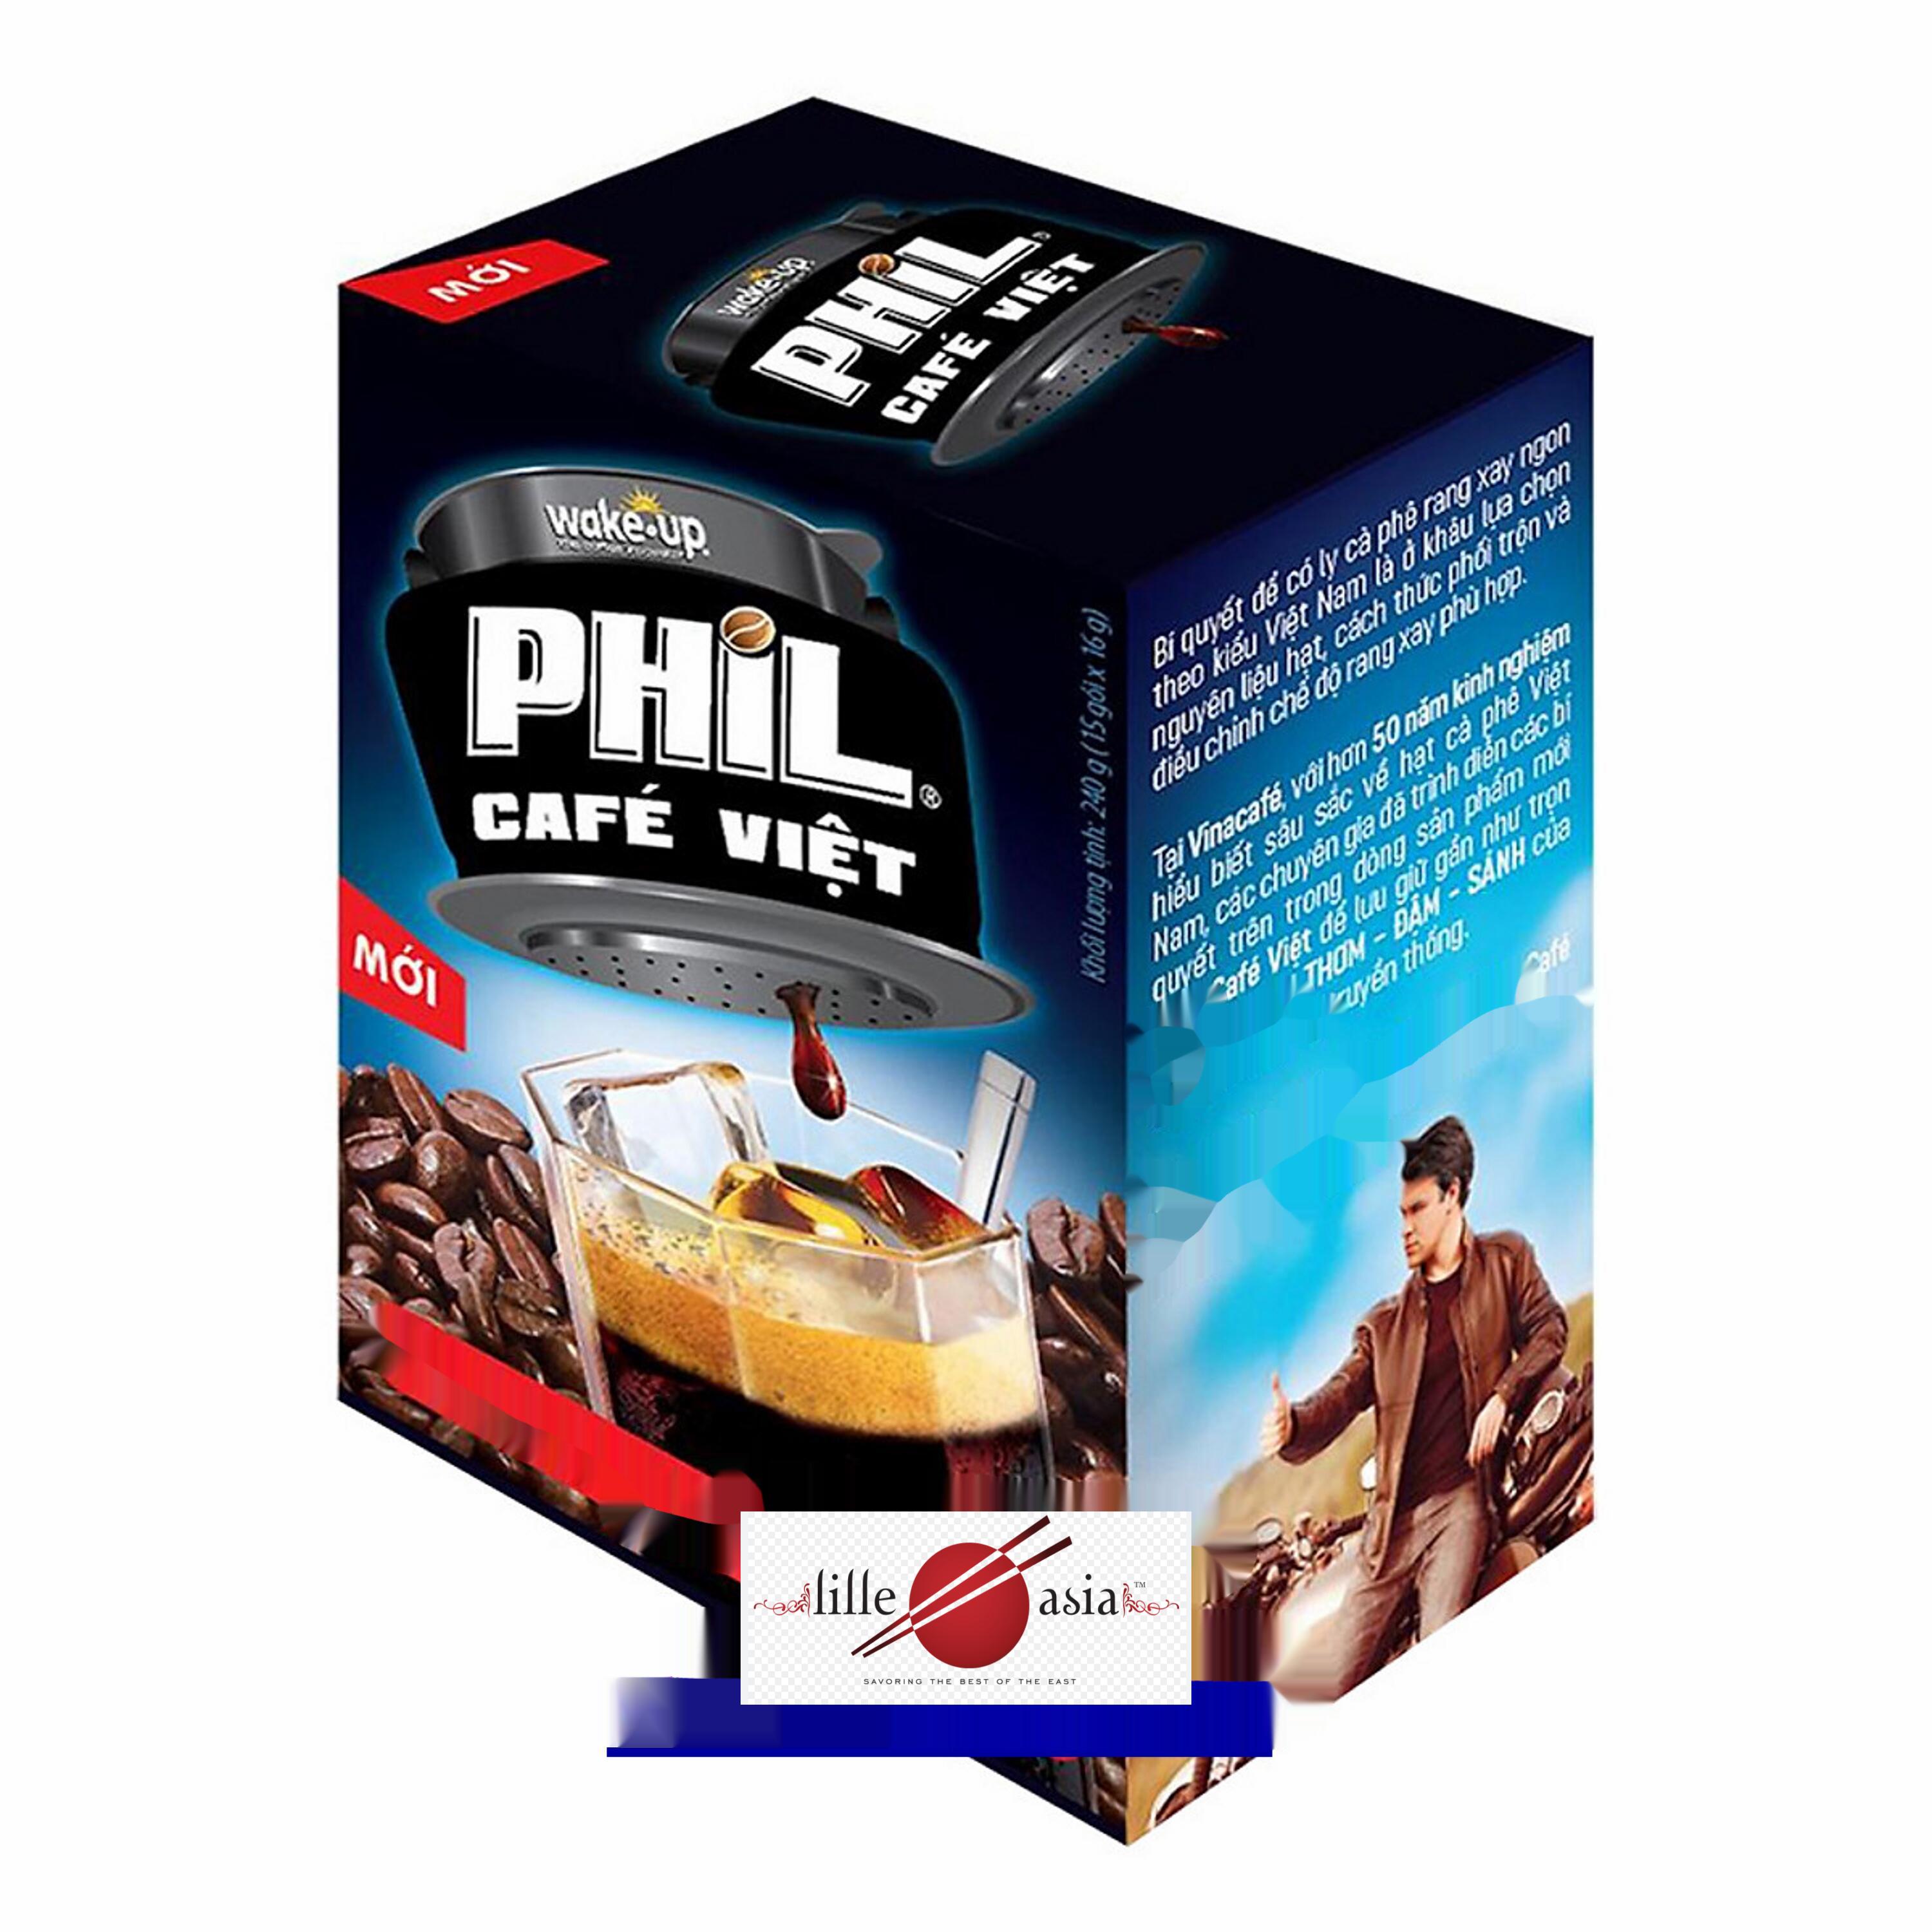 MỚI
wake·up
PHiL
CAFÉ VIỆT
wake·up
PHiL®
CAFÉ VIỆT
MỚI
Khối lượng tịnh: 240 g (15 gói x 16 g)
Bí quyết để có ly cà phê rang xay ngon
theo kiểu Việt Nam là ở khâu lựa chọn
nguyên liệu hạt, cách thức phối trộn và
điều chỉnh chế độ rang xay phù hợp.
Tại Vinacafé, với hơn 50 năm kinh nghiệm
hiểu biết sâu sắc về hạt cà phê Việt
Nam, các chuyên gia đã trình diễn các bí
quyết trên trong dòng sản phẩm mới
Café Việt để lưu giữ gần như trọn
THƠM - ĐẬM - SÁNH của
Café
thống.
lille asia™
SAVORING THE BEST OF THE EAST